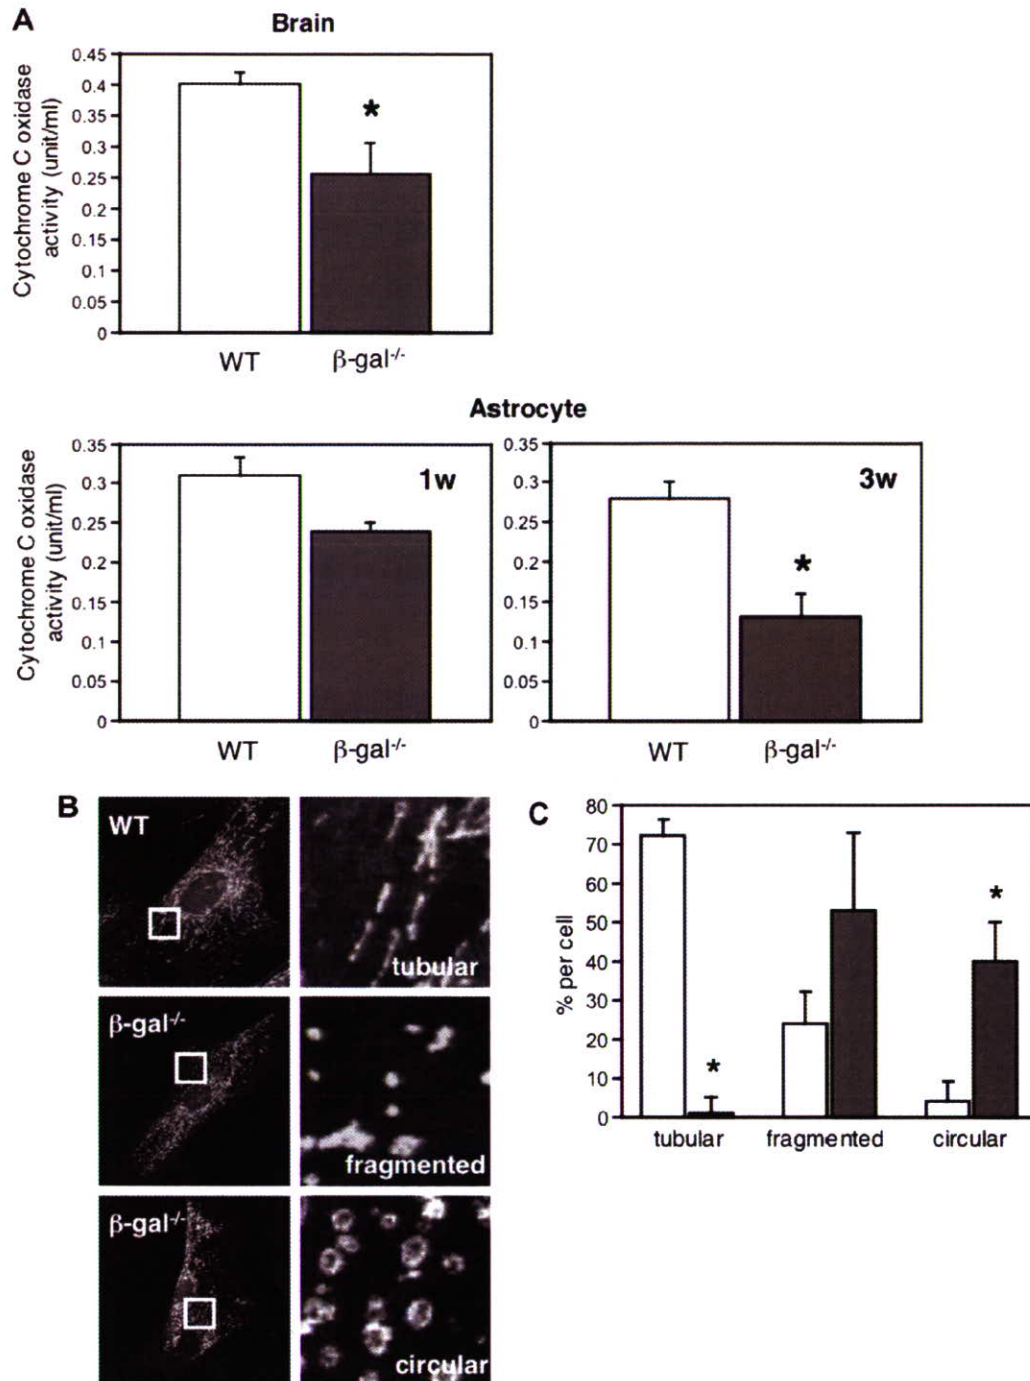 A
Brain
Cytochrome C oxidase
activity (unit/ml)
0.45
0.4
0.35
0.3
0.25
0.2
0.15
0.1
0.05
0
*
WT
β-gal-/-
Astrocyte
Cytochrome C oxidase
activity (unit/ml)
0.35
0.3
0.25
0.2
0.15
0.1
0.05
0
1w
WT
β-gal-/-
0.35
0.3
0.25
0.2
0.15
0.1
0.05
0
3w
*
WT
β-gal-/-
B
WT
tubular
β-gal-/-
fragmented
β-gal-/-
circular
C
% per cell
80
70
60
50
40
30
20
10
0
*
*
tubular fragmented circular